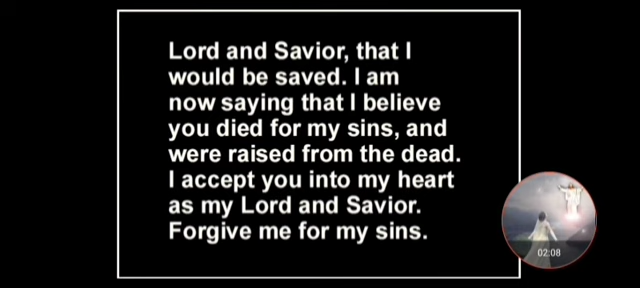 Lord and Savior, that I
would be saved. I am
now saying that I believe
you died for my sins, and
were raised from the dead.
I accept you into my heart
as my Lord and Savior.
Forgive me for my sins.
02:08